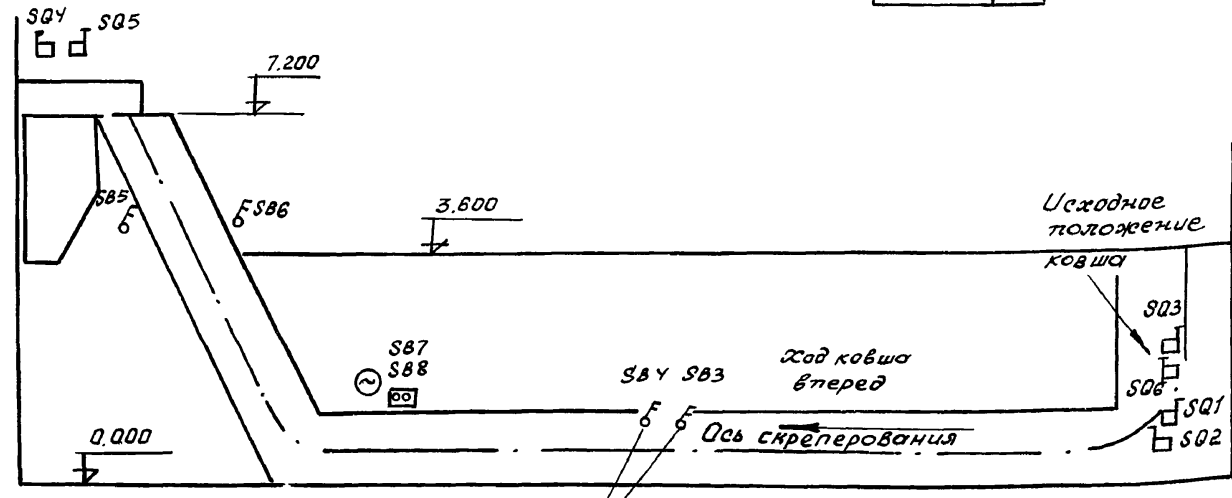 SQ4 SQ5
7.200
SB5
SB6
3.600
Исходное
положение
ковша
SQ3
SQ6
SB7
SB8
SB4 SB3
Ход ковша
вперед
SQ1
SQ2
Ось скреперования
0,000